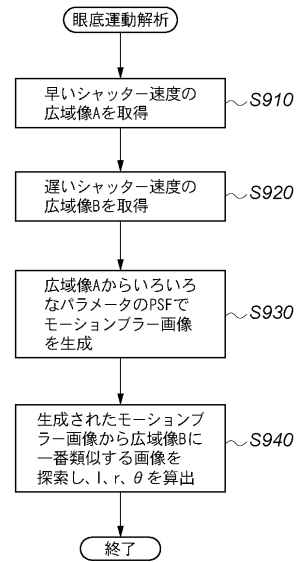 眼底運動解析
早いシャッター速度の
広域像Aを取得
S910
遅いシャッター速度の
広域像Bを取得
S920
広域像Aからいろいろ
なパラメータのPSFで
モーションブラー画像
を生成
S930
生成されたモーションブ
ラー画像から広域像Bに
一番類似する画像を
探索し、l、r、θを算出
S940
終了